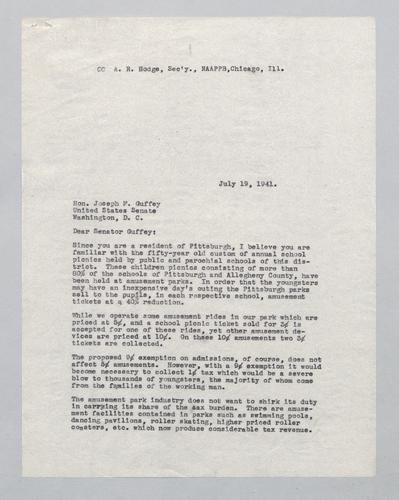 CC A. R. Hodge, Sec'y., NAAPPB,Chicago, Ill.
July 19, 1941.
Hon. Joseph F. Guffey
United States Senate
Washington, D. C.
Dear Senator Guffey:
Since you are a resident of Pittsburgh, I believe you are
familiar with the fifty-year old custom of annual school
picnics held by public and parochial schools of this dis-
trict. These children picnics consisting of more than
80% of the schools of Pittsburgh and Allegheny County, have
been held at amusement parks. In order that the youngsters
may have an inexpensive day's outing the Pittsburgh parks
sell to the pupils, in each respective school, amusement
tickets at a 40% reduction.
While we operate some amusement rides in our park which are
priced at 5¢, and a school picnic ticket sold for 3¢ is
accepted for one of these rides, yet other amusement de-
vices are priced at 10¢. On these 10¢ amusements two 3¢
tickets are collected.
The proposed 9¢ exemption on admissions, of course, does not
affect 5¢ amusements. However, with a 9¢ exemption it would
become necessary to collect 1¢ tax which would be a severe
blow to thousands of youngsters, the majority of whom come
from the families of the working man.
The amusement park industry does not want to shirk its duty
in carrying its share of the tax burden. There are amuse-
ment facilities contained in parks such as swimming pools,
dancing pavilions, roller skating, higher priced roller
coasters, etc. which now produce considerable tax revenue.